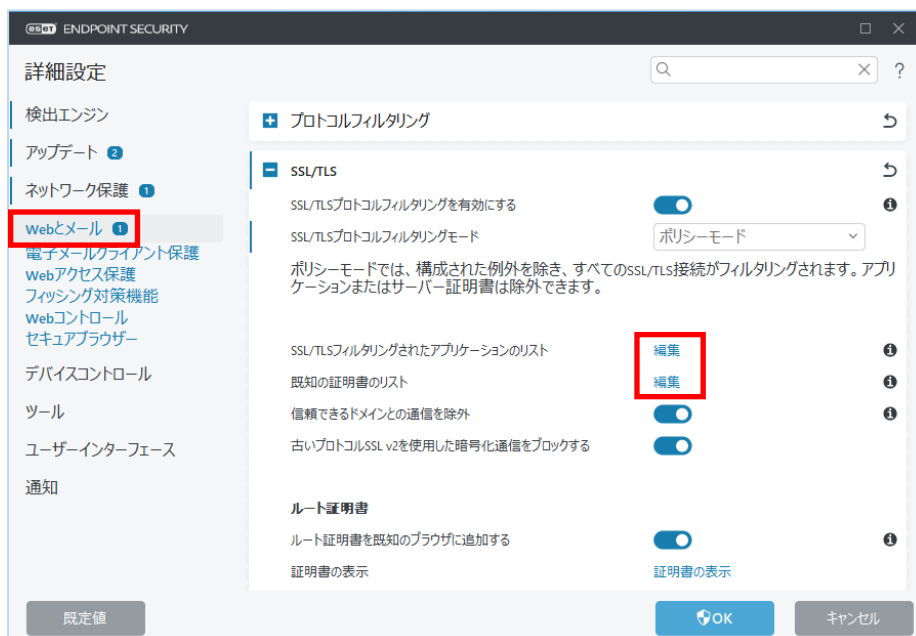 eset ENDPOINT SECURITY
詳細設定
?
検出エンジン
アップデート 2
ネットワーク保護 1
Webとメール 1
電子メールクライアント保護
Webアクセス保護
フィッシング対策機能
Webコントロール
セキュアブラウザー
デバイスコントロール
ツール
ユーザーインターフェース
通知
プロトコルフィルタリング
SSL/TLS
SSL/TLSプロトコルフィルタリングを有効にする
SSL/TLSプロトコルフィルタリングモード ポリシーモード
ポリシーモードでは、構成された例外を除き、すべてのSSL/TLS接続がフィルタリングされます。アプリ
ケーションまたはサーバー証明書は除外できます。
SSL/TLSフィルタリングされたアプリケーションのリスト 編集
既知の証明書のリスト 編集
信頼できるドメインとの通信を除外
古いプロトコルSSL v2を使用した暗号化通信をブロックする
ルート証明書
ルート証明書を既知のブラウザに追加する
証明書の表示 証明書の表示
既定値 OK キャンセル